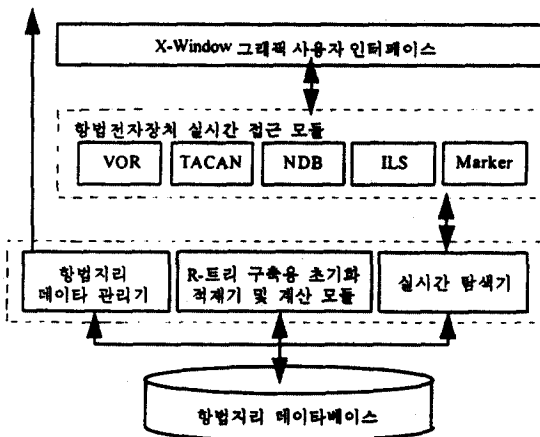 X-Window 그래픽 사용자 인터페이스
항법전자장치 실시간 접근 모듈
VOR TACAN NDB ILS Marker
항법지리 데이타 관리기
R-트리 구축용 초기화 적재기 및 계산 모듈
실시간 탐색기
항법지리 데이타베이스